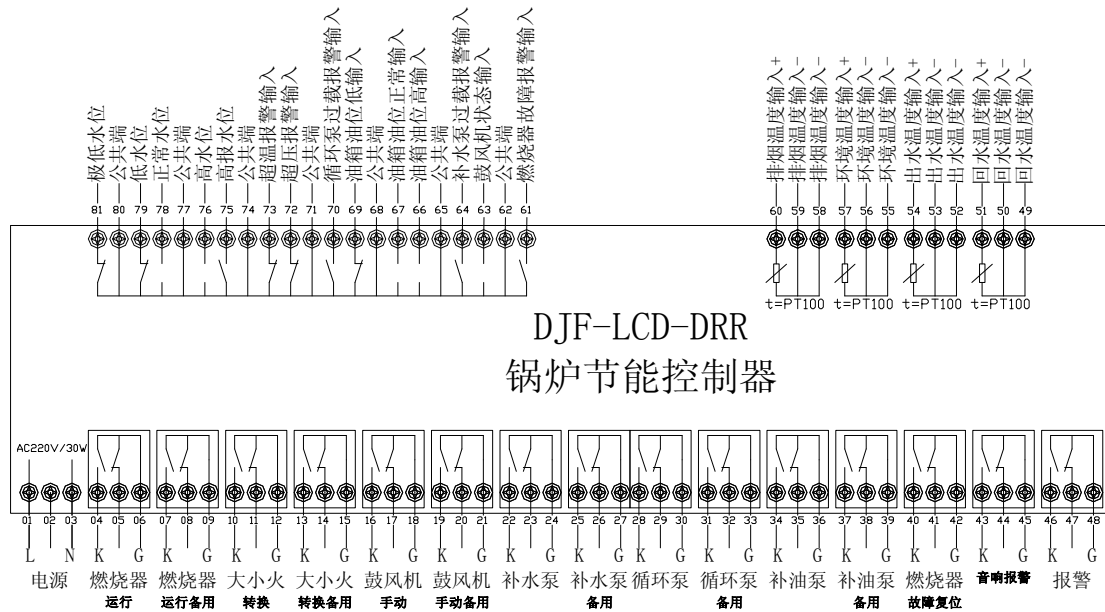 极低水位 公共端 低水位 正常水位 公共端 高水位 高报水位 公共端 超温报警输入 超压报警输入 公共端 循环泵过载报警输入 油箱油位低输入 公共端 油箱油位正常输入 油箱油位高输入 公共端 补水泵过载报警输入 鼓风机状态输入 公共端 燃烧器故障报警输入 排烟温度输入+ 排烟温度输入- 排烟温度输入- 环境温度输入+ 环境温度输入- 环境温度输入- 出水温度输入+ 出水温度输入- 出水温度输入- 回水温度输入+ 回水温度输入- 回水温度输入-
81 80 79 78 77 76 75 74 73 72 71 70 69 68 67 66 65 64 63 62 61 60 59 58 57 56 55 54 53 52 51 50 49
t=PT100 t=PT100 t=PT100 t=PT100
DJF-LCD-DRR
锅炉节能控制器
AC220V/30W
01 02 03 04 05 06 07 08 09 10 11 12 13 14 15 16 17 18 19 20 21 22 23 24 25 26 27 28 29 30 31 32 33 34 35 36 37 38 39 40 41 42 43 44 45 46 47 48
L N K G K G K G K G K G K G K G K G K G K G K G K G K G K G K G
电源 燃烧器 燃烧器 大小火 大小火 鼓风机 鼓风机 补水泵 补水泵 循环泵 循环泵 补油泵 补油泵 燃烧器 音响报警 报警
运行 运行备用 转换 转换备用 手动 手动备用 备用 备用 备用 故障复位